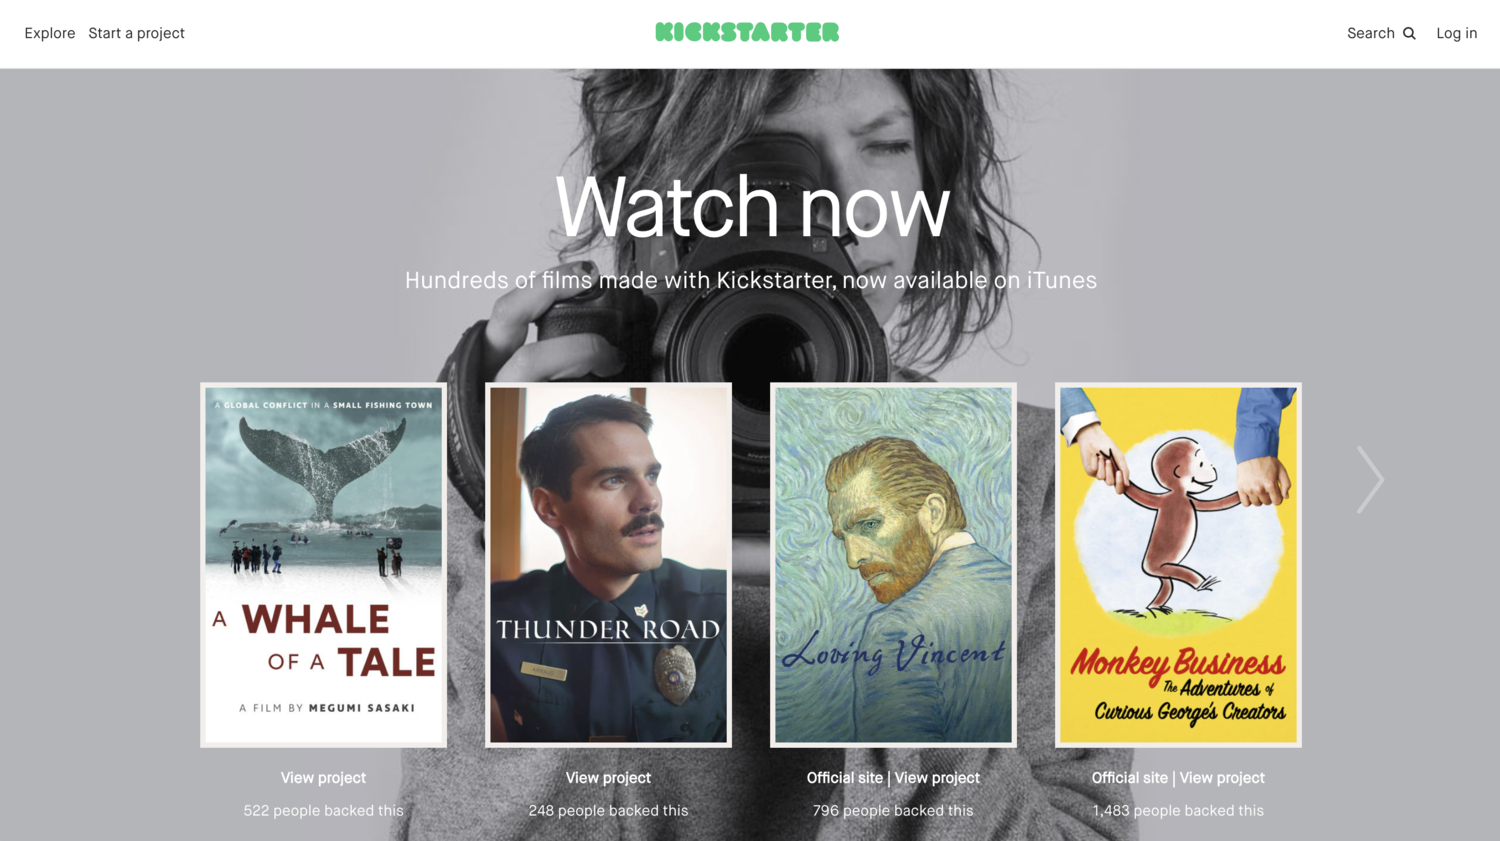 Explore Start a project KICKSTARTER Search Log in
Watch now
Hundreds of films made with Kickstarter, now available on iTunes
A GLOBAL CONFLICT IN A SMALL FISHING TOWN
A WHALE
OF A TALE
A FILM BY MEGUMI SASAKI
View project
522 people backed this
THUNDER ROAD
View project
248 people backed this
Loving Vincent
Official site | View project
796 people backed this
Monkey Business
The Adventures of
Curious George's Creators
Official site | View project
1,483 people backed this